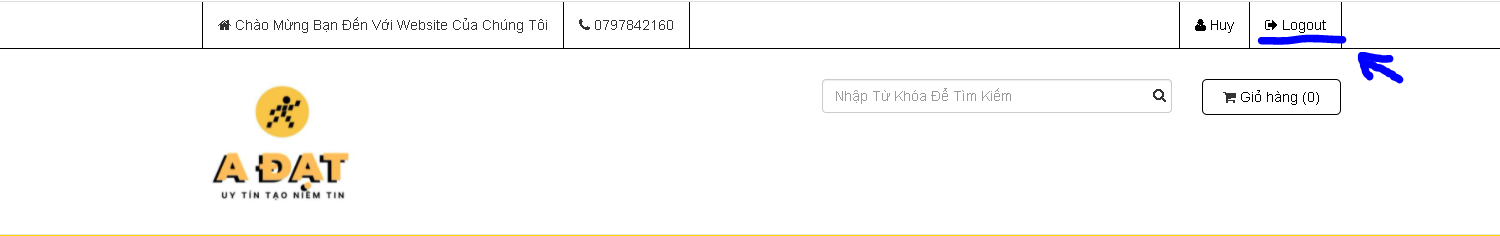 Chào Mừng Bạn Đến Với Website Của Chúng Tôi
0797842160
Huy
Logout
Nhập Từ Khóa Để Tìm Kiếm
Giỏ hàng (0)
A ĐẠT
UY TÍN TẠO NIỀM TIN